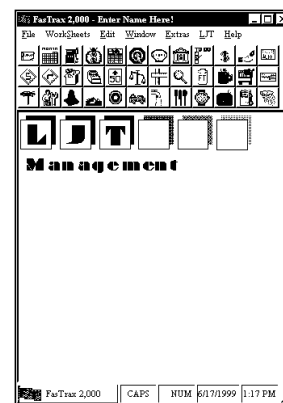 FasTrax 2,000 - Enter Name Here!
File WorkSheets Edit Window Extras LJT Help
L J T
Management
FasTrax 2,000 CAPS NUM 6/17/1999 1:17 PM